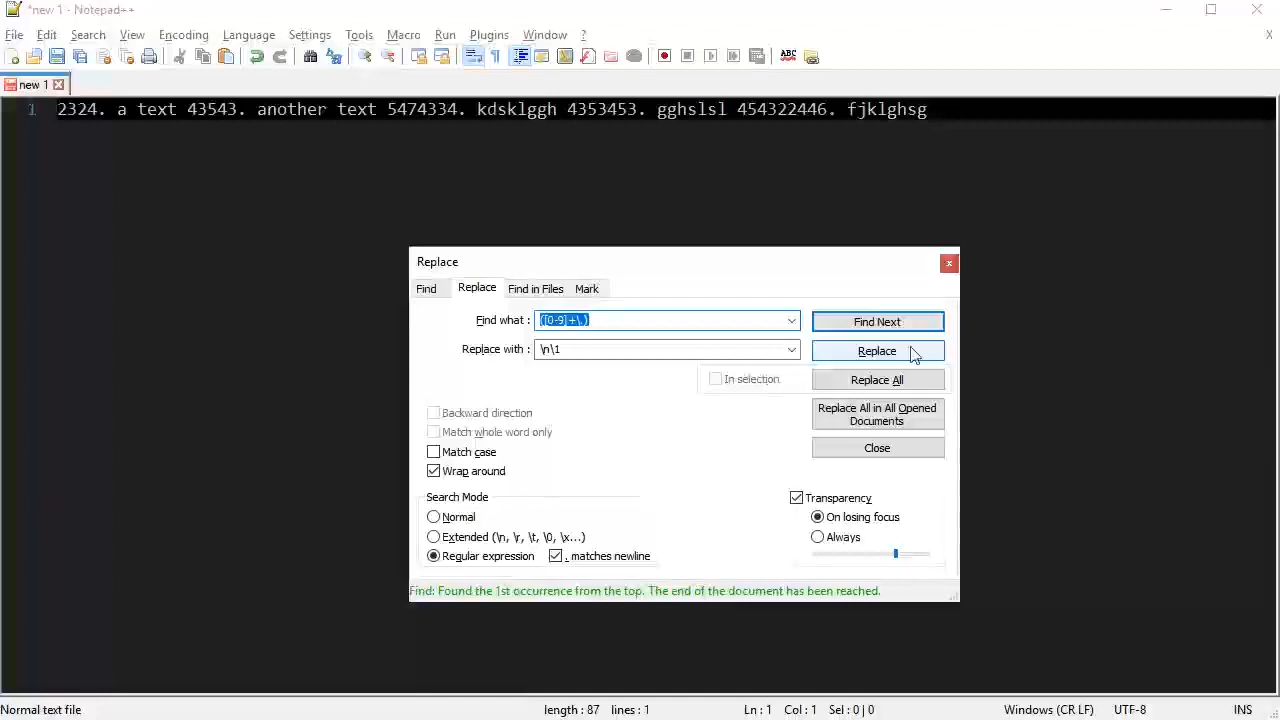 *new 1 - Notepad++
File Edit Search View Encoding Language Settings Tools Macro Run Plugins Window ? X
ABC
new 1
1 2324. a text 43543. another text 5474334. kdsklggh 4353453. gghslsl 454322446. fjklghsg
Replace
Find Replace Find in Files Mark
Find what : ([0-9]+\.) Find Next
Replace with : \n\1 Replace
In selection Replace All
Replace All in All Opened Documents
Backward direction
Match whole word only
Match case Close
Wrap around
Search Mode Transparency
Normal On losing focus
Extended (\n, \r, \t, \0, \x...) Always
Regular expression . matches newline
Find: Found the 1st occurrence from the top. The end of the document has been reached.
Normal text file length : 87 lines : 1 Ln : 1 Col : 1 Sel : 0 | 0 Windows (CR LF) UTF-8 INS